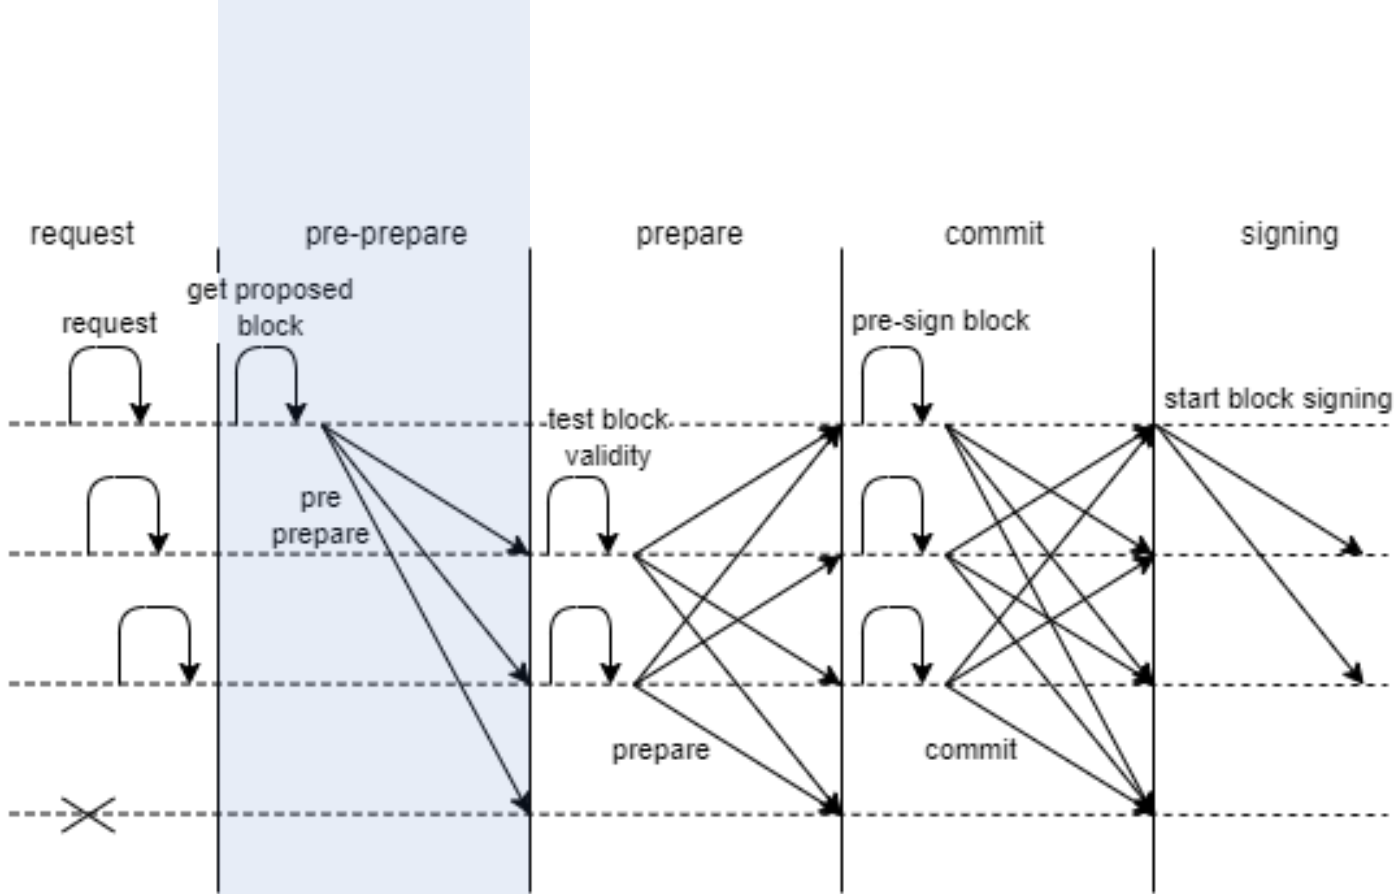 request
pre-prepare
prepare
commit
signing
get proposed
block
request
pre-sign block
start block signing
test block
validity
pre
prepare
prepare
commit